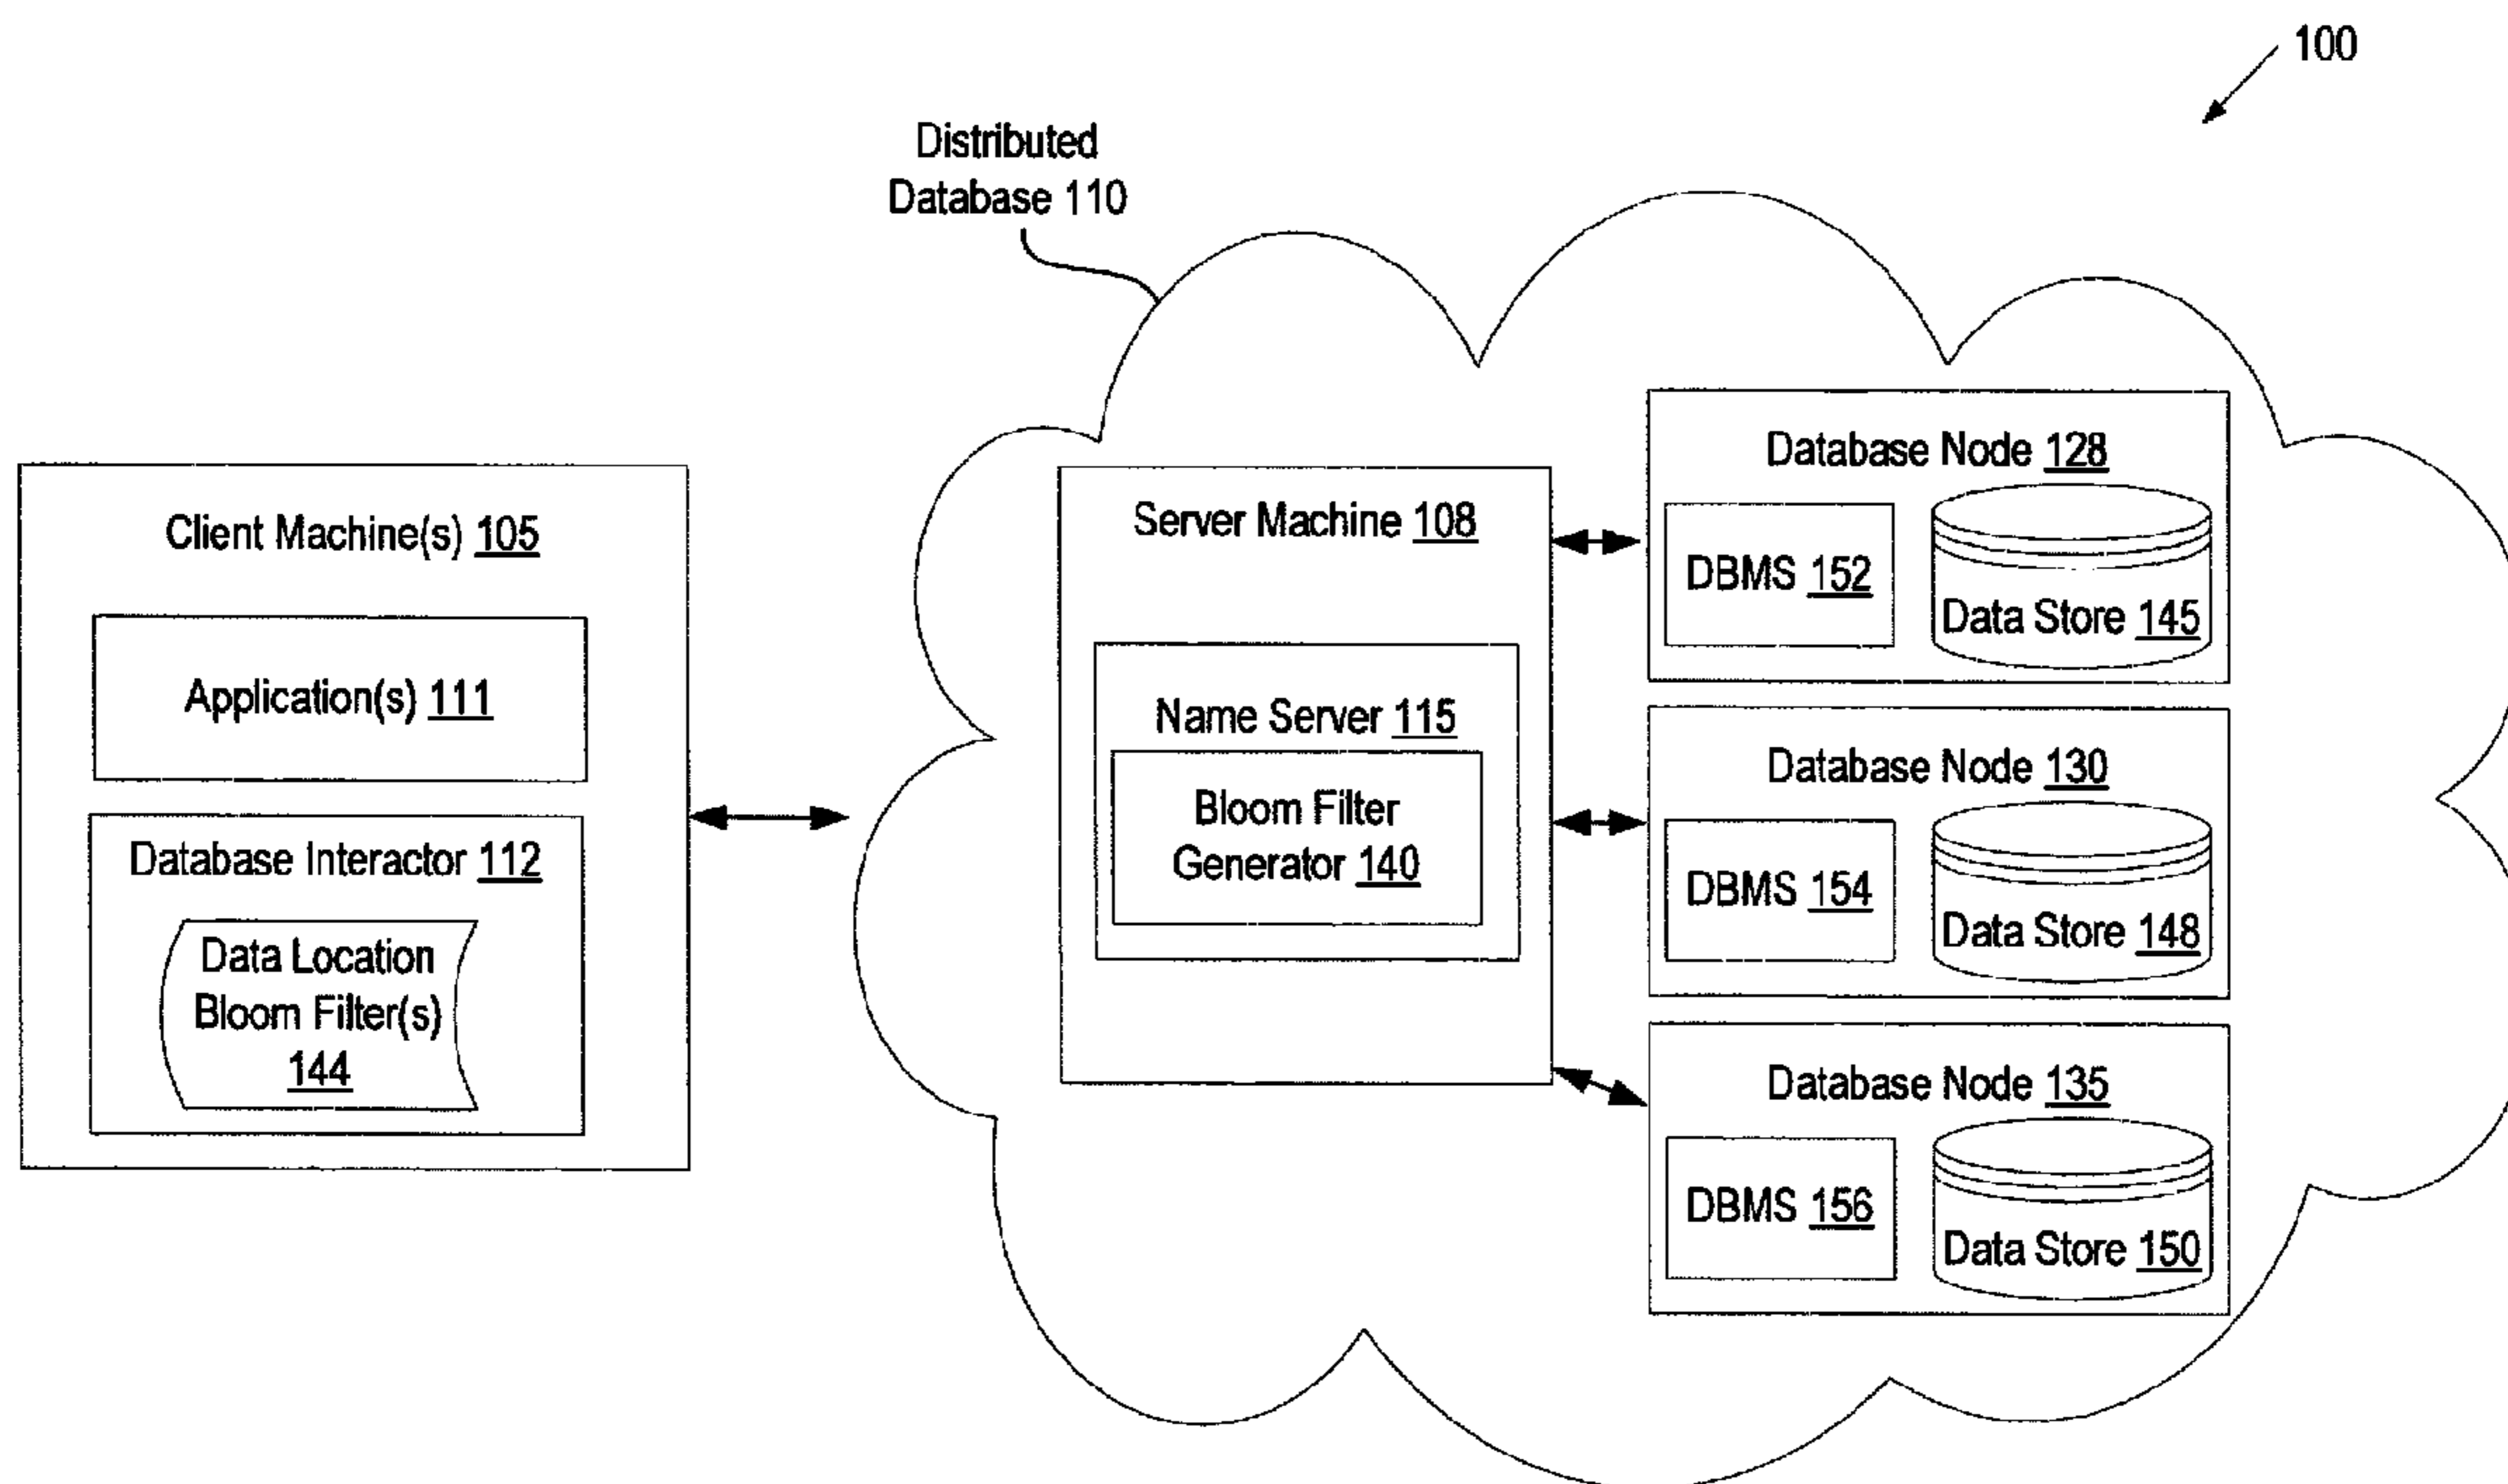 100
Distributed
Database 110
Client Machine(s) 105
Application(s) 111
Database Interactor 112
Data Location
Bloom Filter(s)
144
Server Machine 108
Name Server 115
Bloom Filter
Generator 140
Database Node 128
DBMS 152
Data Store 145
Database Node 130
DBMS 154
Data Store 148
Database Node 135
DBMS 156
Data Store 150